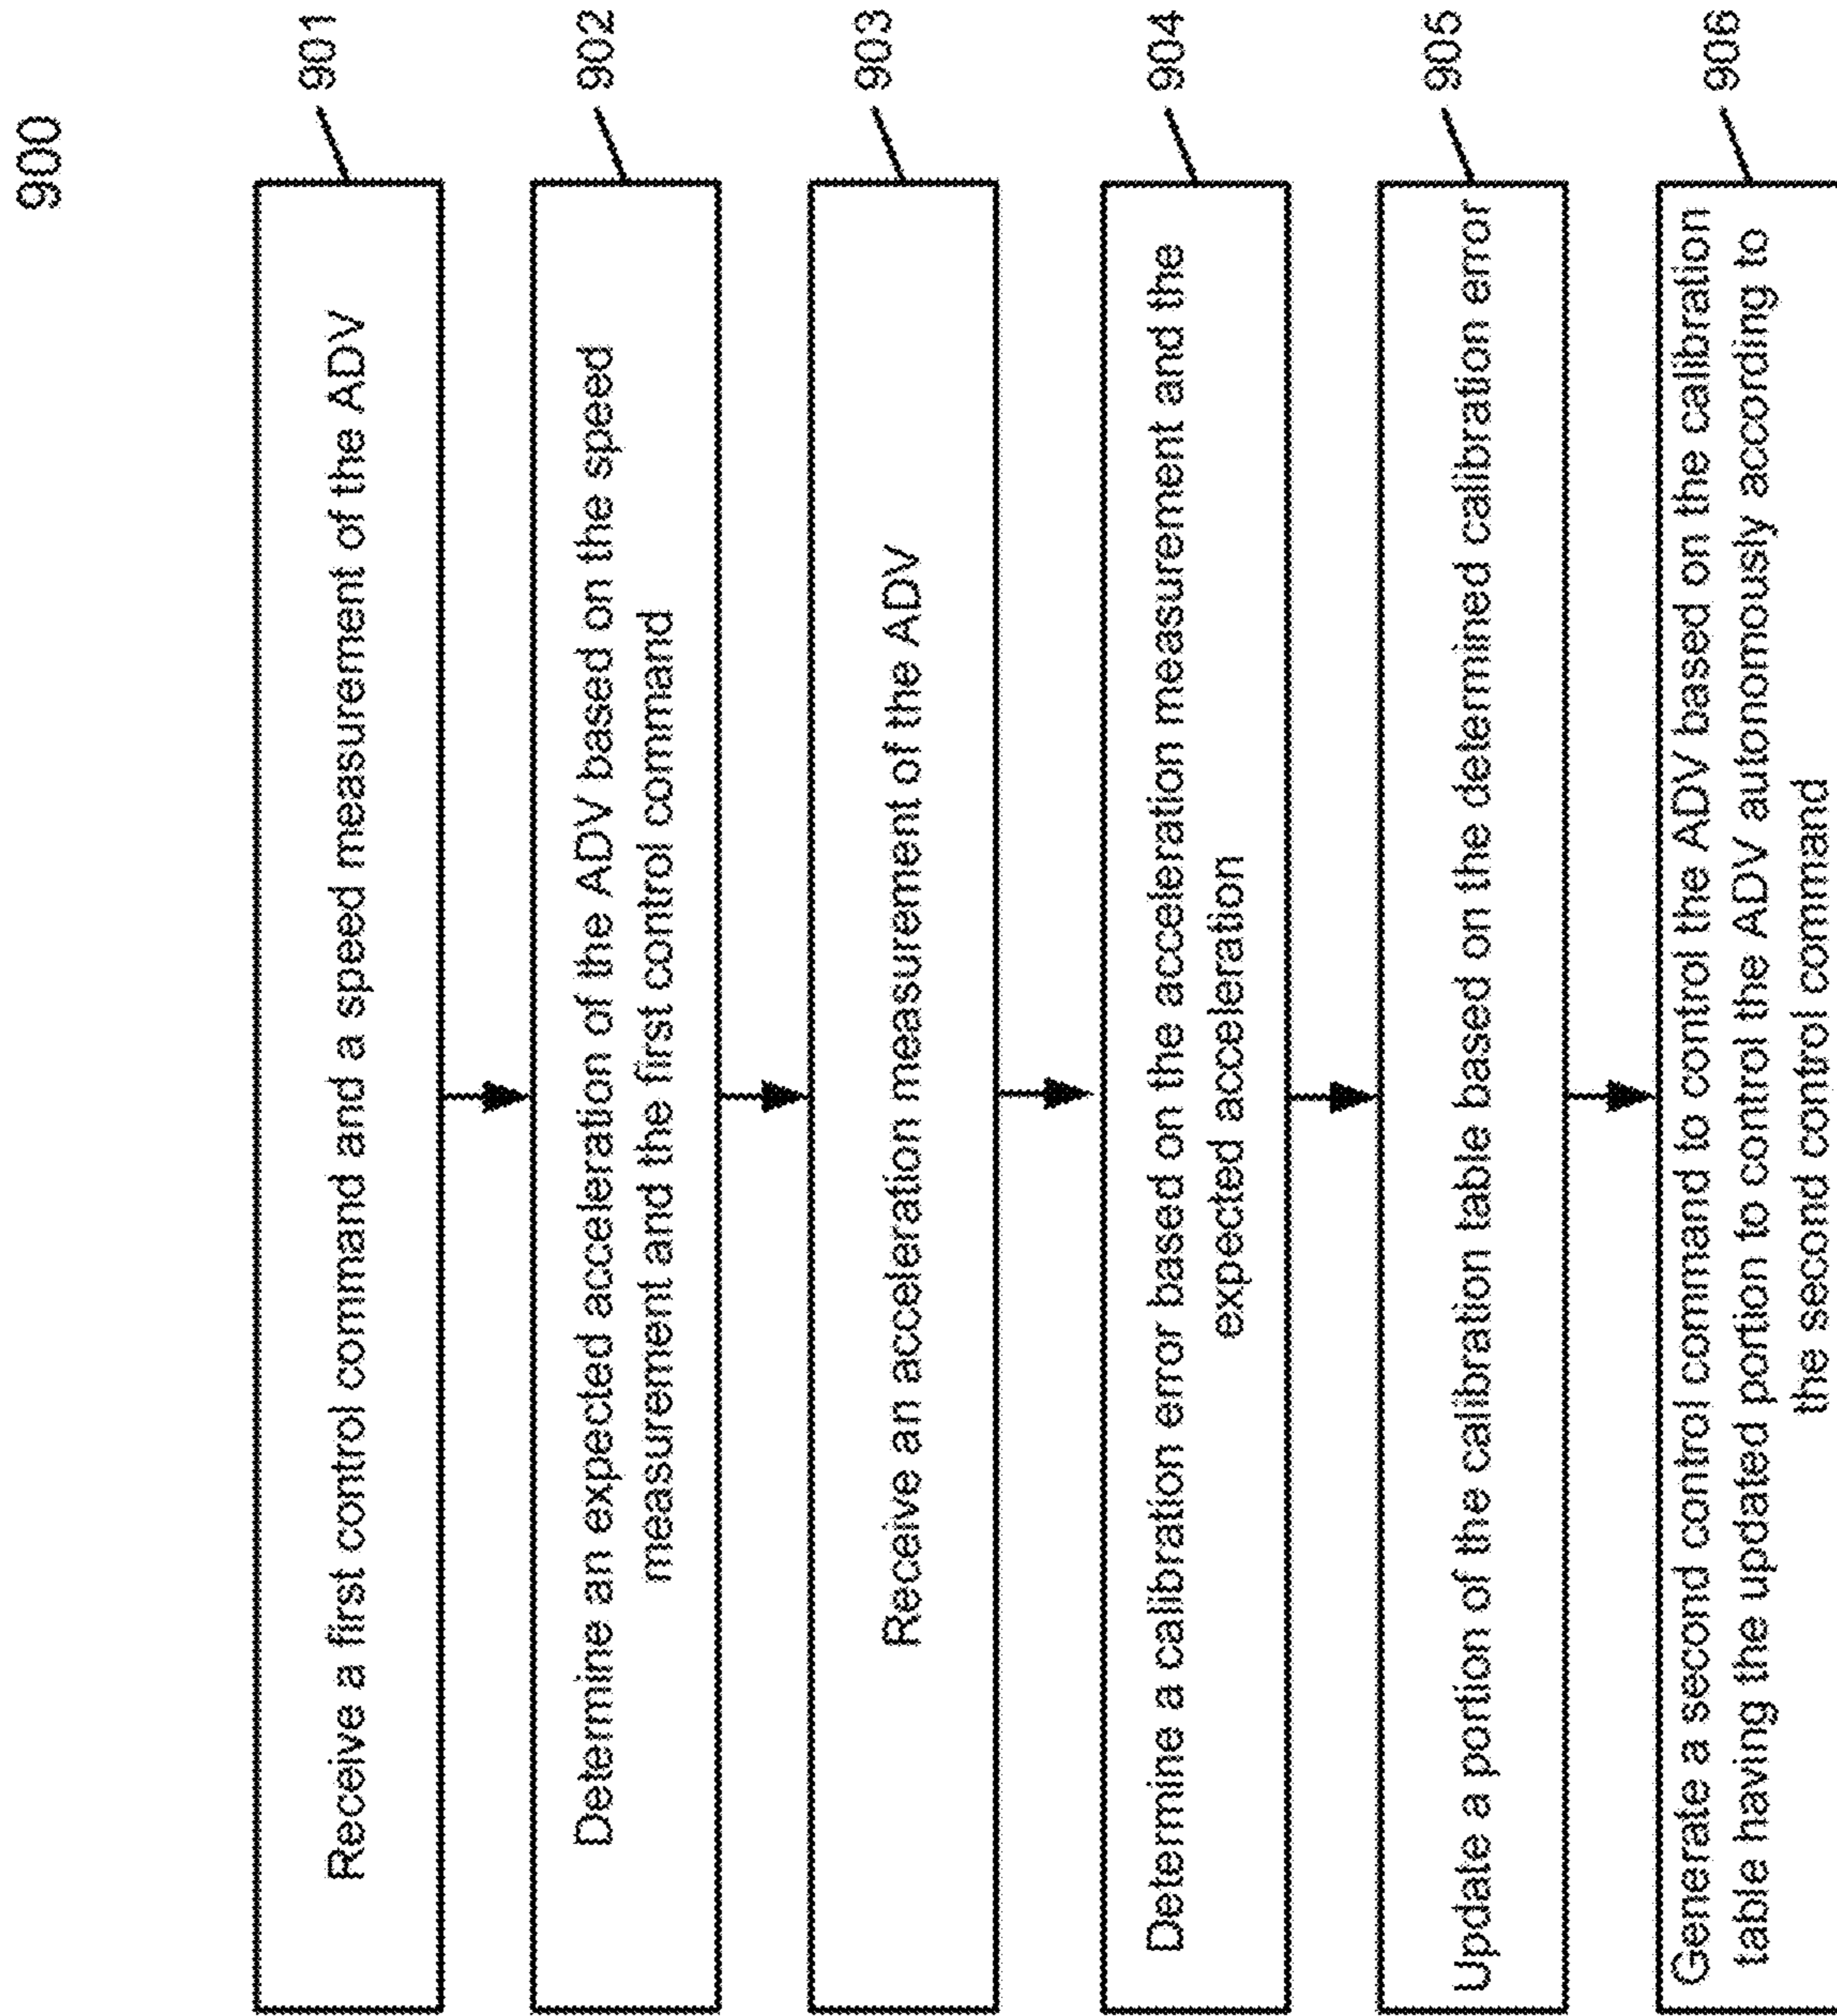 900
Receive a first control command and a speed measurement of the ADV
901
Determine an expected acceleration of the ADV based on the speed
measurement and the first control command
902
Receive an acceleration measurement of the ADV
903
Determine a calibration error based on the acceleration measurement and the
expected acceleration
904
Update a portion of the calibration table based on the determined calibration error
905
Generate a second control command to control the ADV based on the calibration
table having the updated portion to control the ADV autonomously according to
the second control command
906